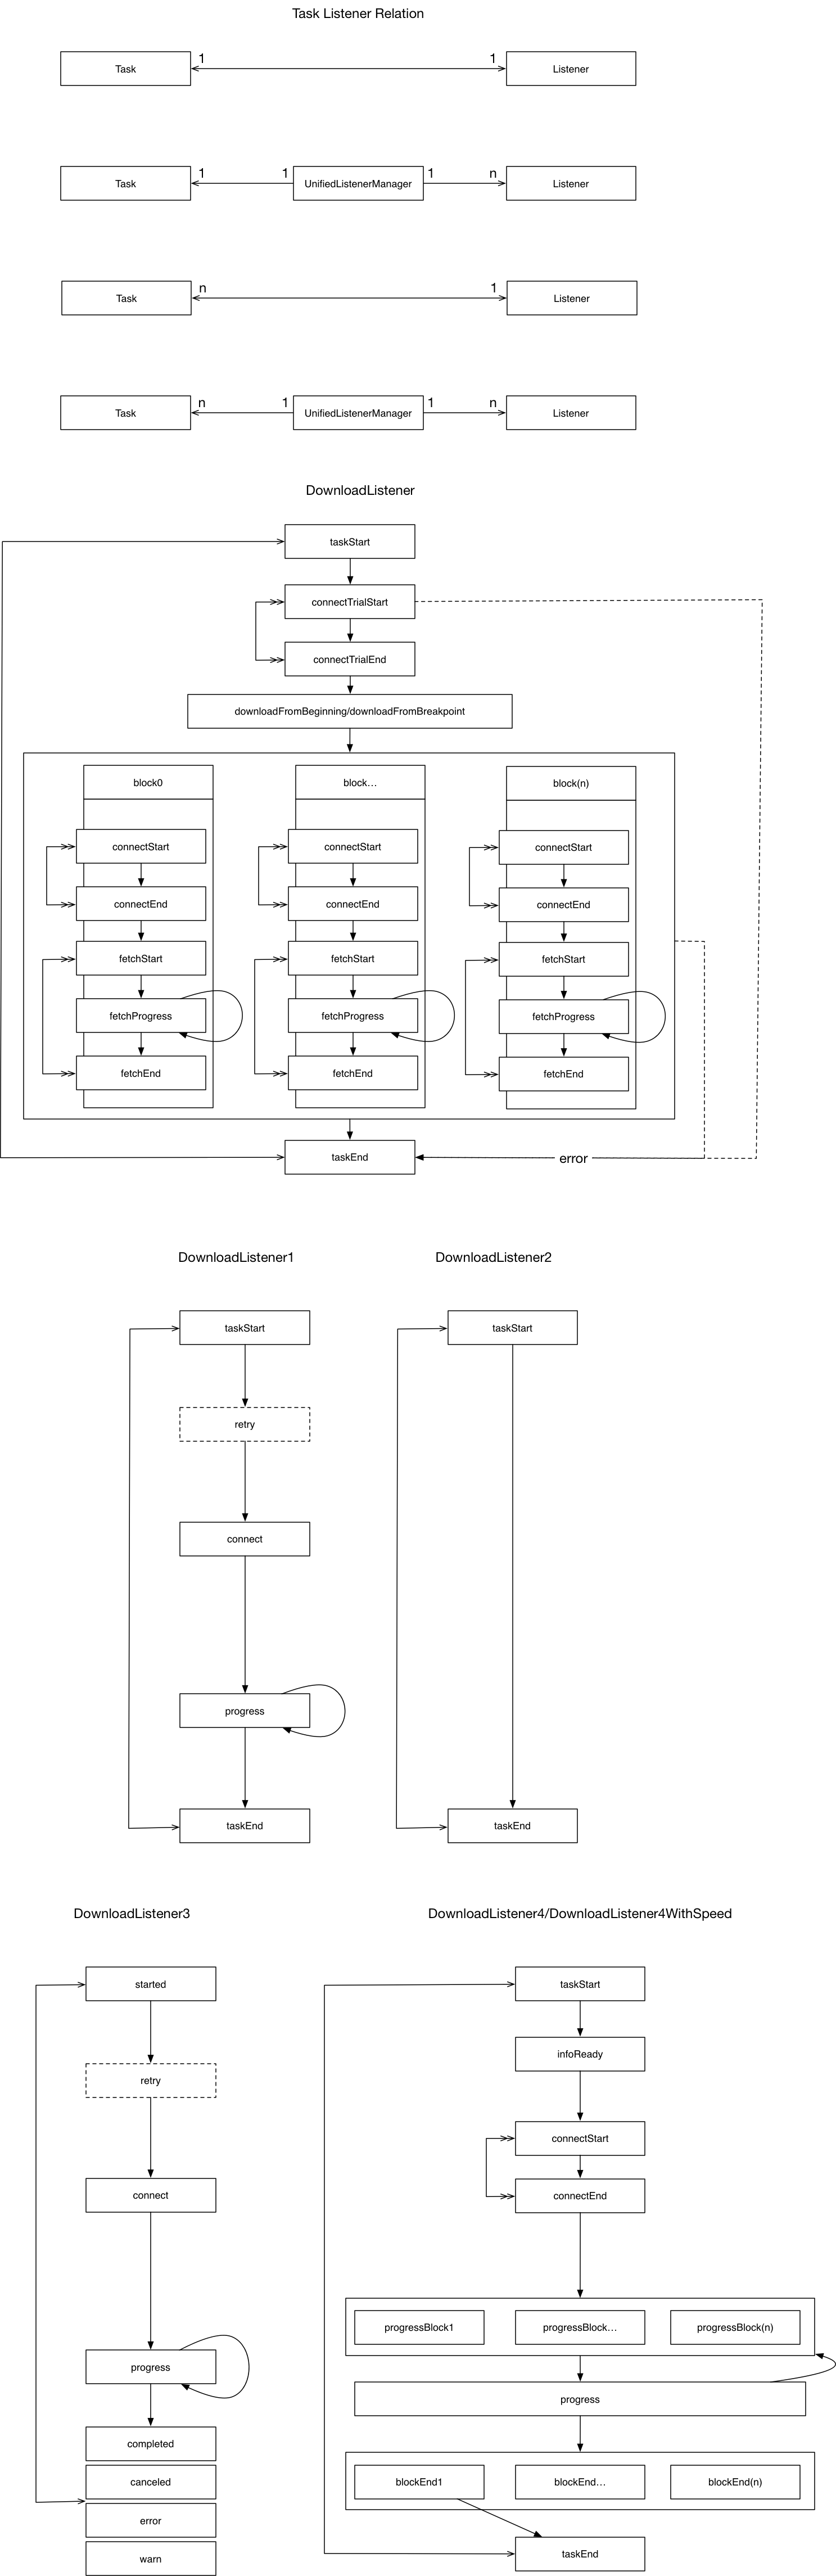 Task Listener Relation
1 1
Task Listener
1 1 1 n
Task UnifiedListenerManager Listener
n 1
Task Listener
n 1 1 n
Task UnifiedListenerManager Listener
DownloadListener
taskStart
connectTrialStart
connectTrialEnd
downloadFromBeginning/downloadFromBreakpoint
block0 block... block(n)
connectStart connectStart connectStart
connectEnd connectEnd connectEnd
fetchStart fetchStart fetchStart
fetchProgress fetchProgress fetchProgress
fetchEnd fetchEnd fetchEnd
taskEnd error
DownloadListener1 DownloadListener2
taskStart taskStart
retry
connect
progress
taskEnd taskEnd
DownloadListener3 DownloadListener4/DownloadListener4WithSpeed
started taskStart
infoReady
retry
connectStart
connect connectEnd
progressBlock1 progressBlock... progressBlock(n)
progress
progress
completed
canceled blockEnd1 blockEnd... blockEnd(n)
error
taskEnd
warn